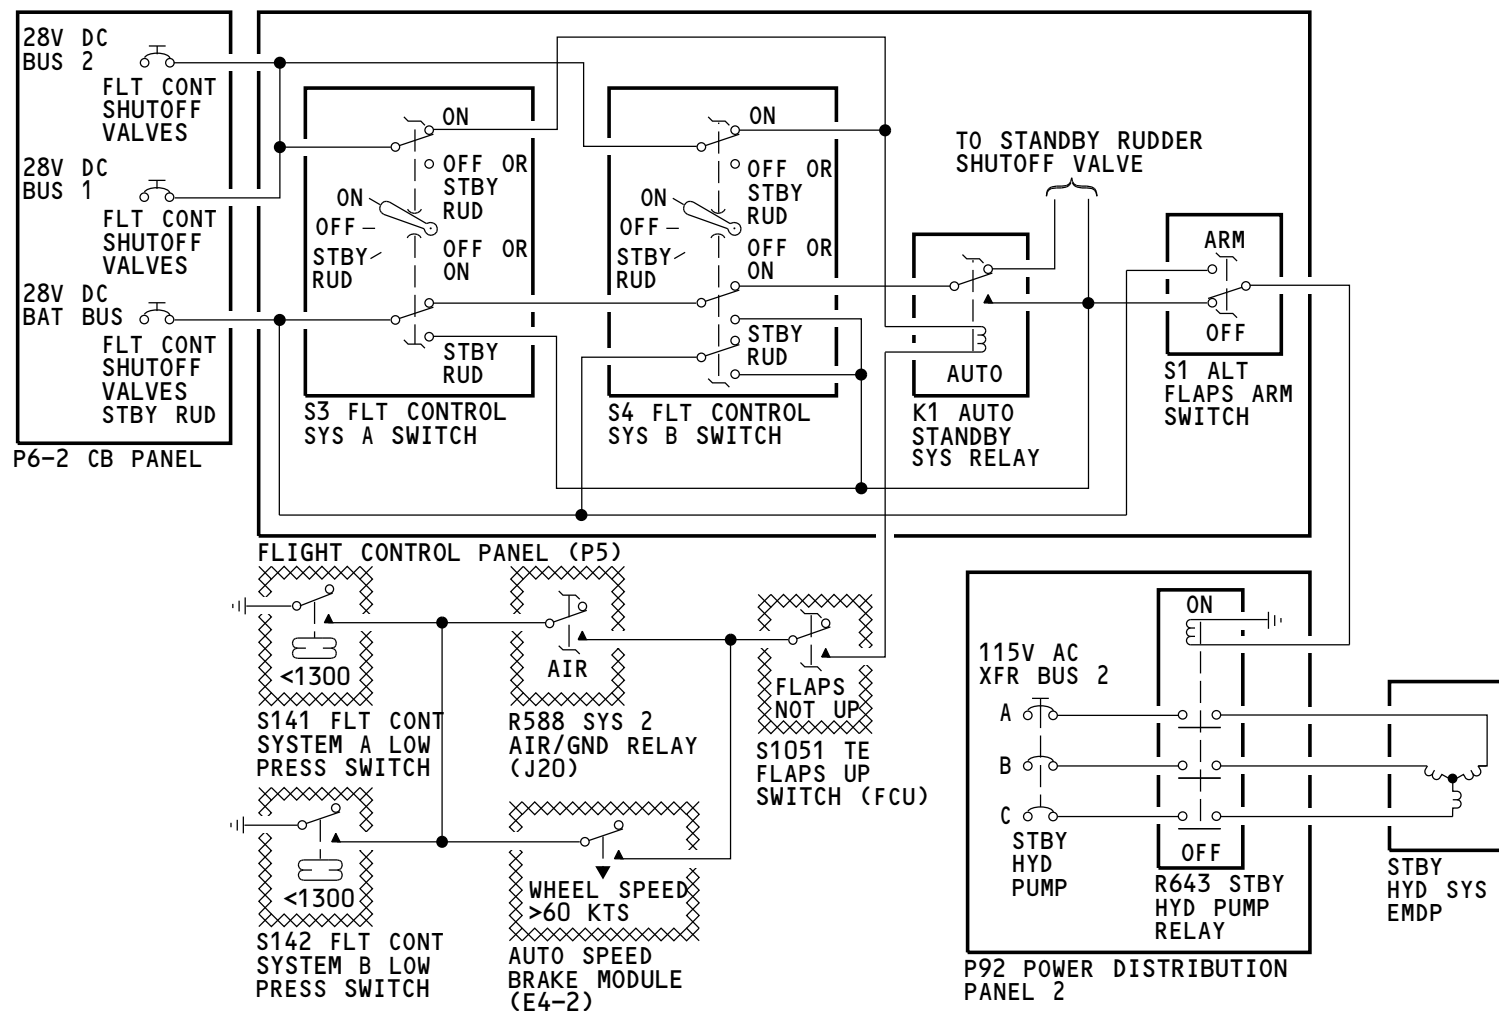 28V DC
BUS 2
FLT CONT
SHUTOFF
VALVES
28V DC
BUS 1
FLT CONT
SHUTOFF
VALVES
28V DC
BAT BUS
FLT CONT
SHUTOFF
VALVES
STBY RUD
P6-2 CB PANEL
ON
OFF OR
STBY
RUD
ON
OFF
STBY
RUD
OFF OR
ON
STBY
RUD
S3 FLT CONTROL
SYS A SWITCH
ON
OFF OR
STBY
RUD
ON
OFF
STBY
RUD
OFF OR
ON
STBY
RUD
S4 FLT CONTROL
SYS B SWITCH
TO STANDBY RUDDER
SHUTOFF VALVE
AUTO
K1 AUTO
STANDBY
SYS RELAY
ARM
OFF
S1 ALT
FLAPS ARM
SWITCH
FLIGHT CONTROL PANEL (P5)
<1300
S141 FLT CONT
SYSTEM A LOW
PRESS SWITCH
<1300
S142 FLT CONT
SYSTEM B LOW
PRESS SWITCH
AIR
R588 SYS 2
AIR/GND RELAY
(J20)
WHEEL SPEED
>60 KTS
AUTO SPEED
BRAKE MODULE
(E4-2)
FLAPS
NOT UP
S1051 TE
FLAPS UP
SWITCH (FCU)
115V AC
XFR BUS 2
A
B
C
STBY
HYD
PUMP
ON
OFF
R643 STBY
HYD PUMP
RELAY
P92 POWER DISTRIBUTION
PANEL 2
STBY
HYD SYS
EMDP